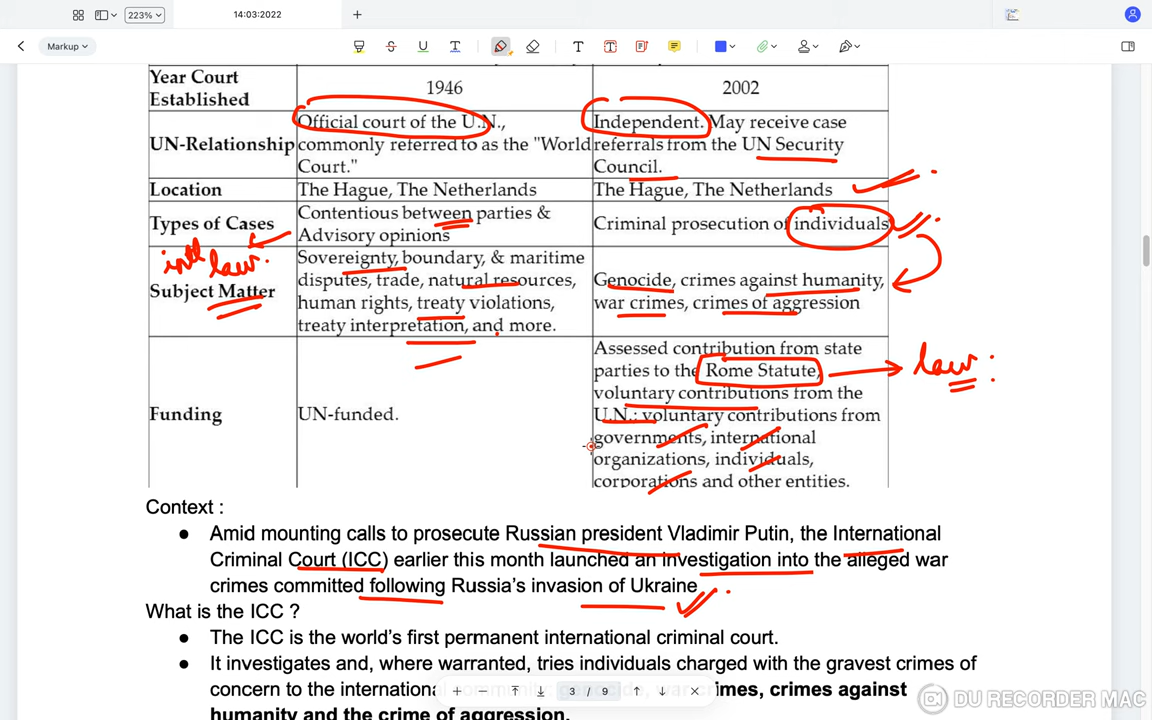 223%
14:03:2022
Markup
Year Court
Established
1946
2002
UN-Relationship
Official court of the U.N.,
commonly referred to as the "World
Court."
Independent. May receive case
referrals from the UN Security
Council.
Location
The Hague, The Netherlands
The Hague, The Netherlands
Types of Cases
Contentious between parties &
Advisory opinions
Criminal prosecution of individuals
intl law.
Subject Matter
Sovereignty, boundary, & maritime
disputes, trade, natural resources,
human rights, treaty violations,
treaty interpretation, and more.
Genocide, crimes against humanity,
war crimes, crimes of aggression
Funding
UN-funded.
Assessed contribution from state
parties to the Rome Statute,
voluntary contributions from the
U.N.; voluntary contributions from
governments, international
organizations, individuals,
corporations and other entities.
law :
Context :
● Amid mounting calls to prosecute Russian president Vladimir Putin, the International
Criminal Court (ICC) earlier this month launched an investigation into the alleged war
crimes committed following Russia's invasion of Ukraine
What is the ICC ?
● The ICC is the world's first permanent international criminal court.
● It investigates and, where warranted, tries individuals charged with the gravest crimes of
concern to the international crimes, crimes against
humanity and the crime of aggression.
3 / 9
DU RECORDER MAC